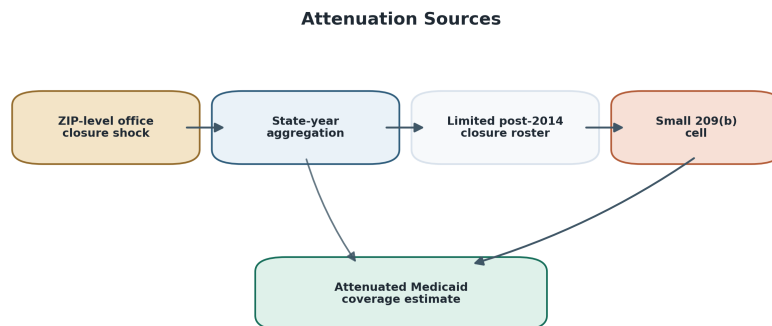 Attenuation Sources
ZIP-level office
closure shock
State-year
aggregation
Limited post-2014
closure roster
Small 209(b)
cell
Attenuated Medicaid
coverage estimate